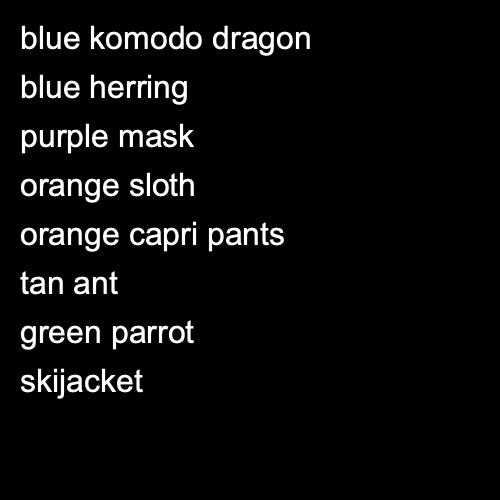 blue komodo dragon
blue herring
purple mask
orange sloth
orange capri pants
tan ant
green parrot
skijacket